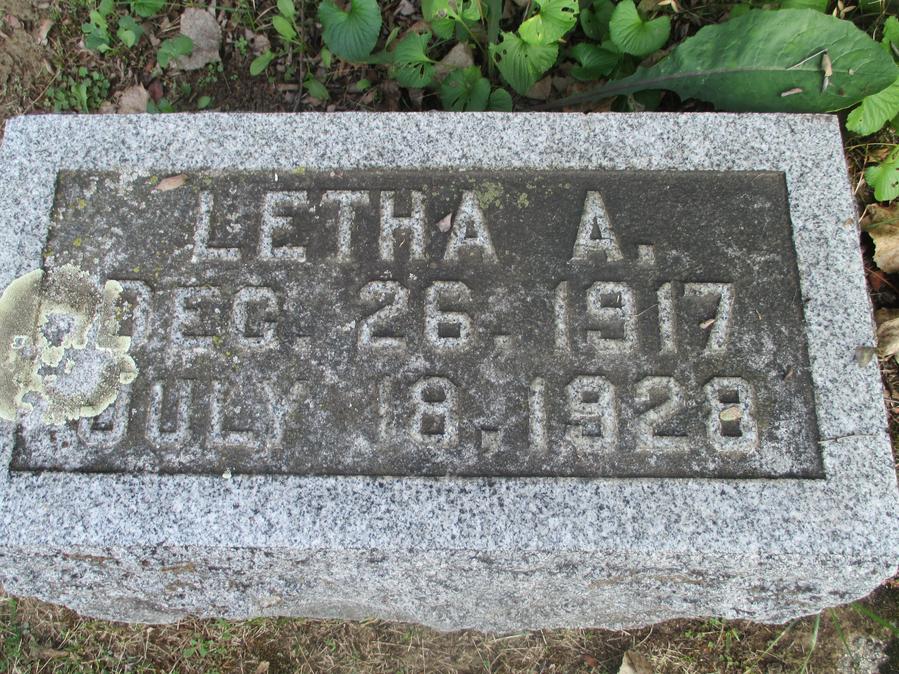 LETHA A.
DEC. 26. 1917
JULY 18, 1928